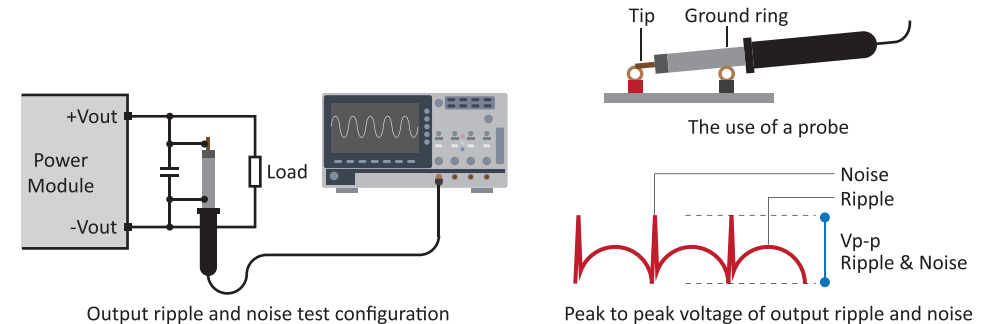 +Vout
Power
Module
-Vout
Load
Output ripple and noise test configuration
Tip
Ground ring
The use of a probe
Noise
Ripple
Vp-p
Ripple & Noise
Peak to peak voltage of output ripple and noise